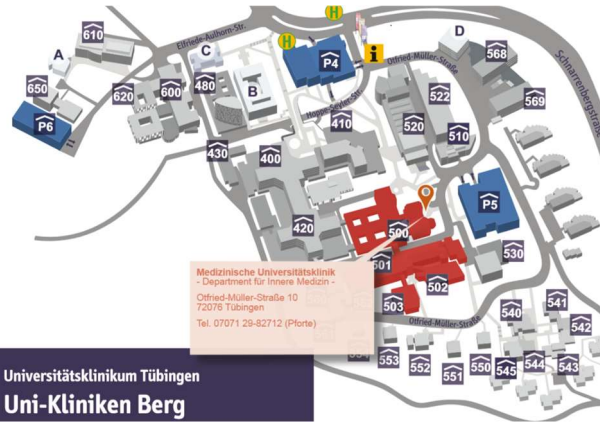 H
610
Elfriede-Aulhorn-Str.
D
A
C
H
P4
i
Otfried-Müller-Straße
568
Schnarrenbergstraße
650
620
600
480
B
Hoppe-Seyler-Str.
522
569
P6
410
520
510
430
400
P5
420
500
530
501
502
Medizinische Universitätsklinik
- Department für Innere Medizin -
Otfried-Müller-Straße 10
72076 Tübingen
Tel. 07071 29-82712 (Pforte)
503
Otfried-Müller-Straße
540
541
542
553
552
551
550
545
544
543
Universitätsklinikum Tübingen
Uni-Kliniken Berg